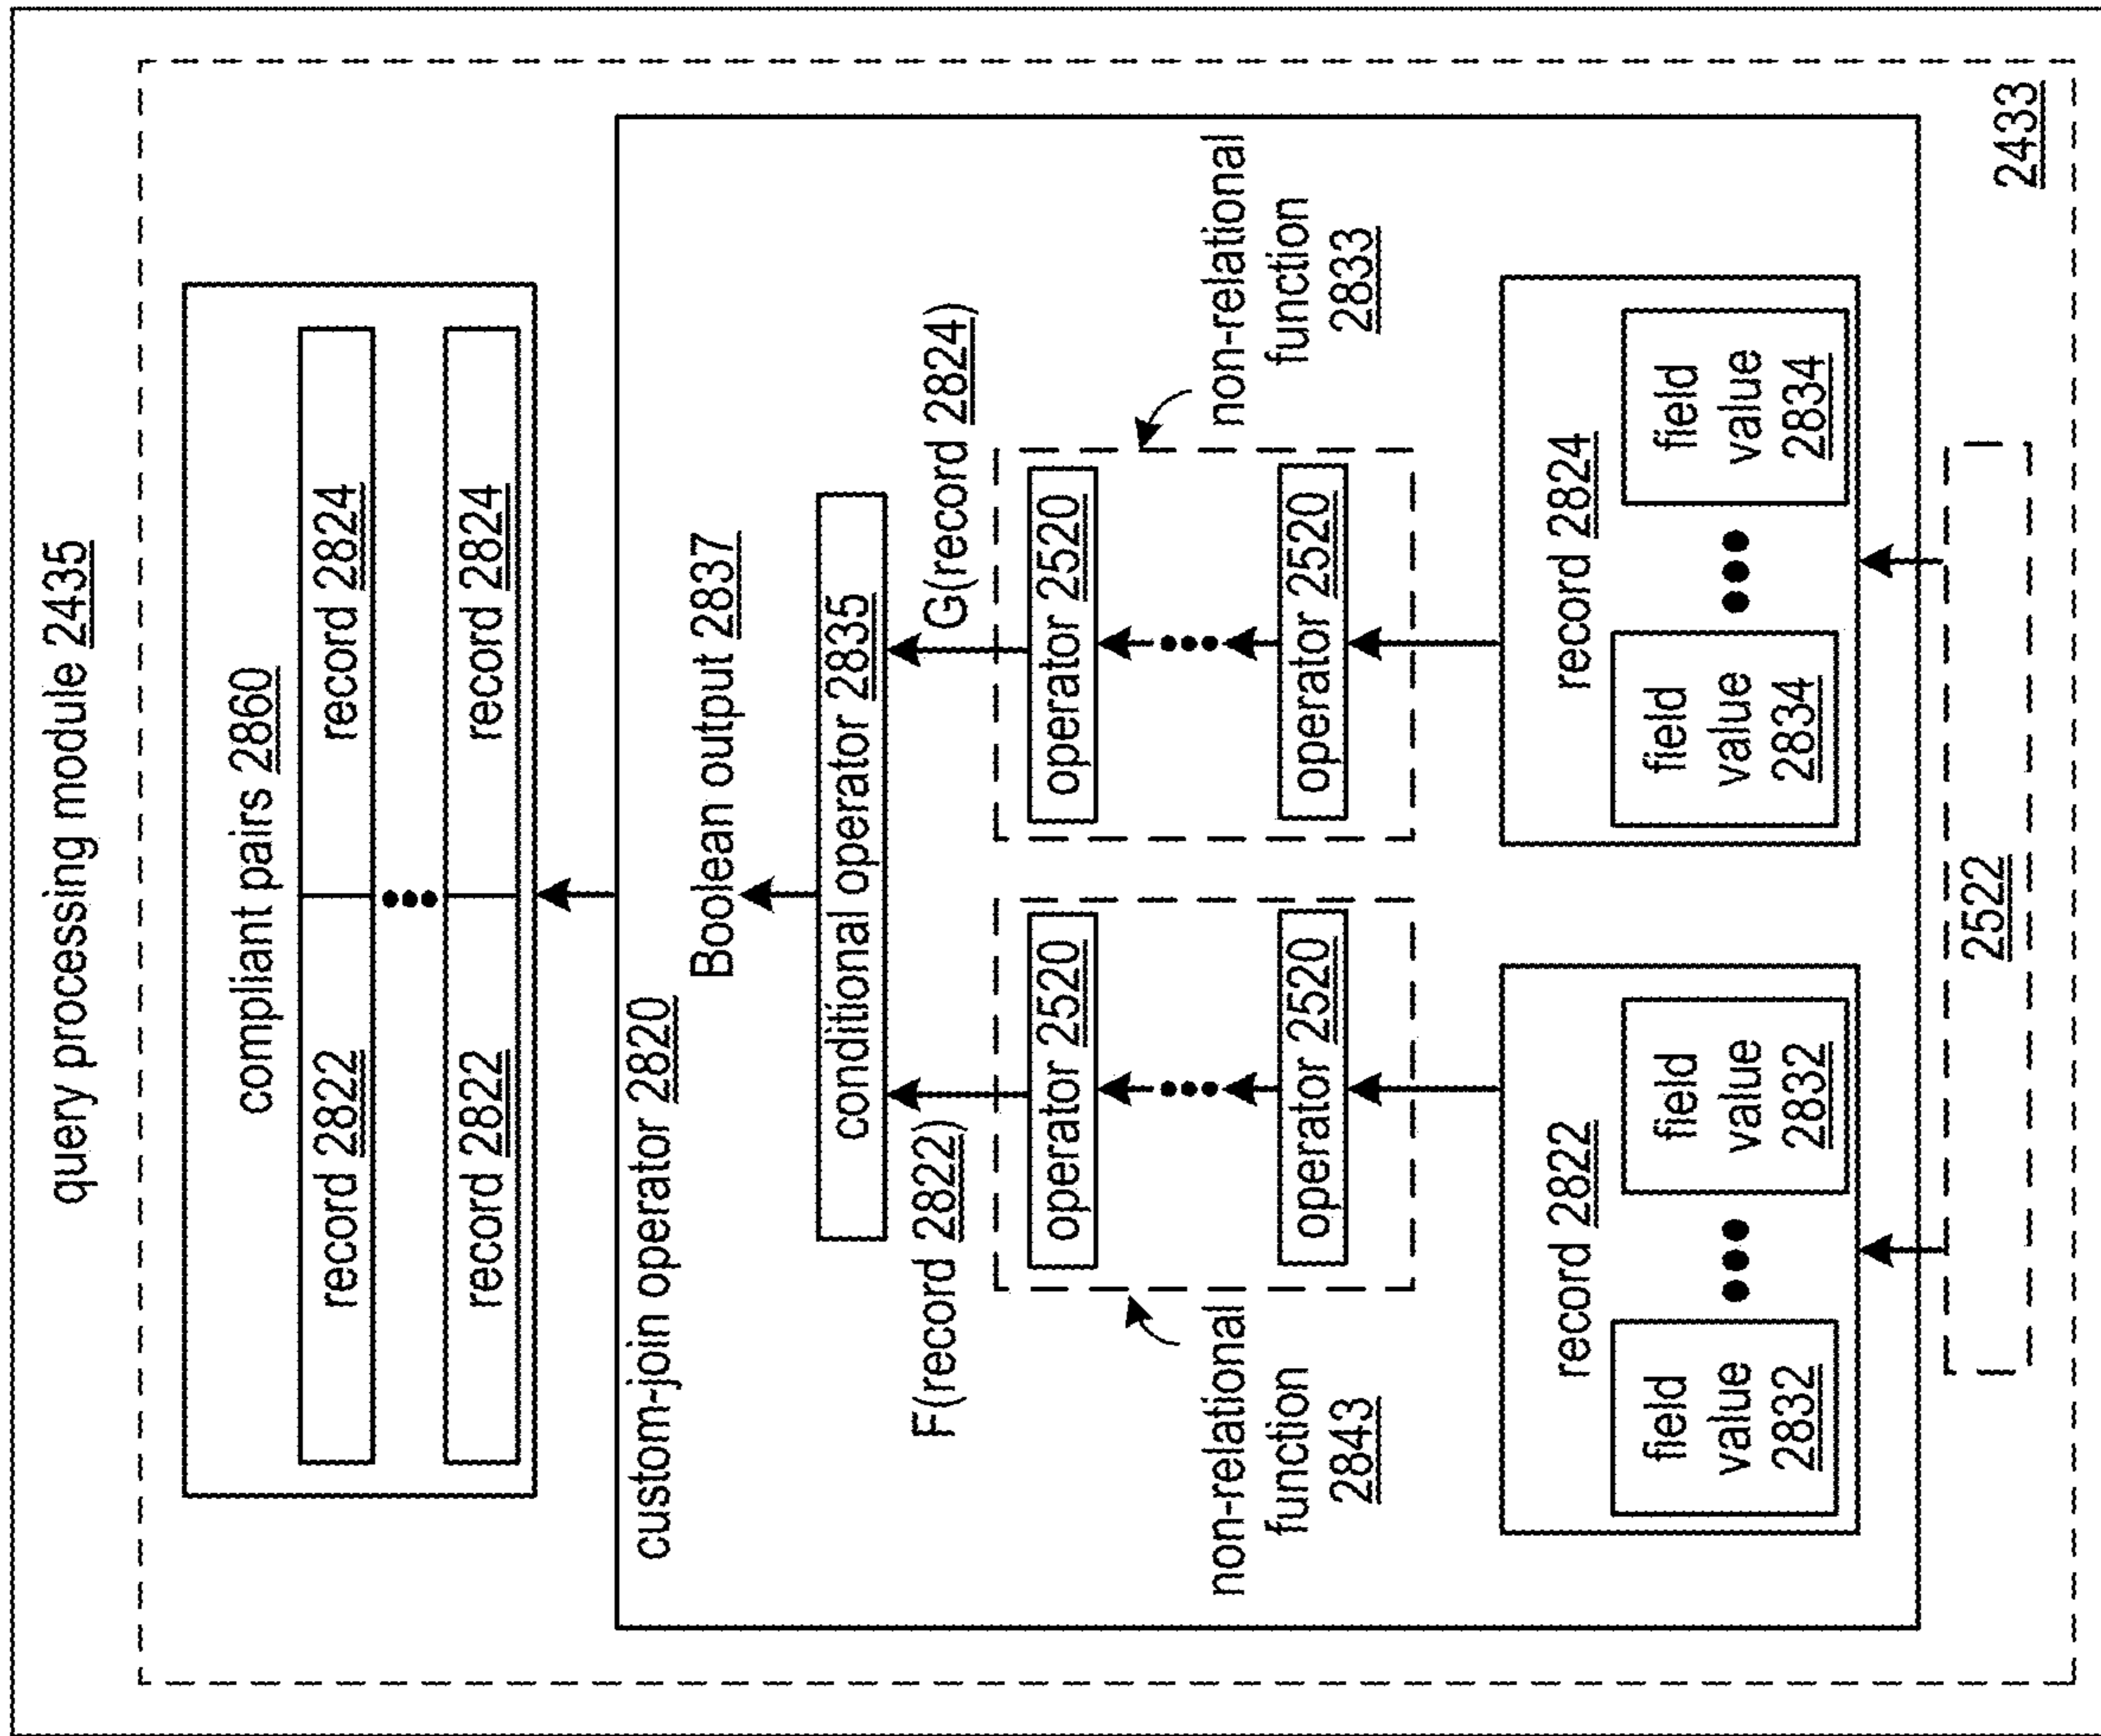 query processing module 2435
compliant pairs 2860
record 2822
record 2824
record 2822
record 2824
custom-join operator 2820
Boolean output 2837
conditional operator 2835
F(record 2822)
G(record 2824)
operator 2520
operator 2520
operator 2520
operator 2520
non-relational
function
2843
non-relational
function
2833
record 2822
field
value
2832
field
value
2832
record 2824
field
value
2834
field
value
2834
2522
2433